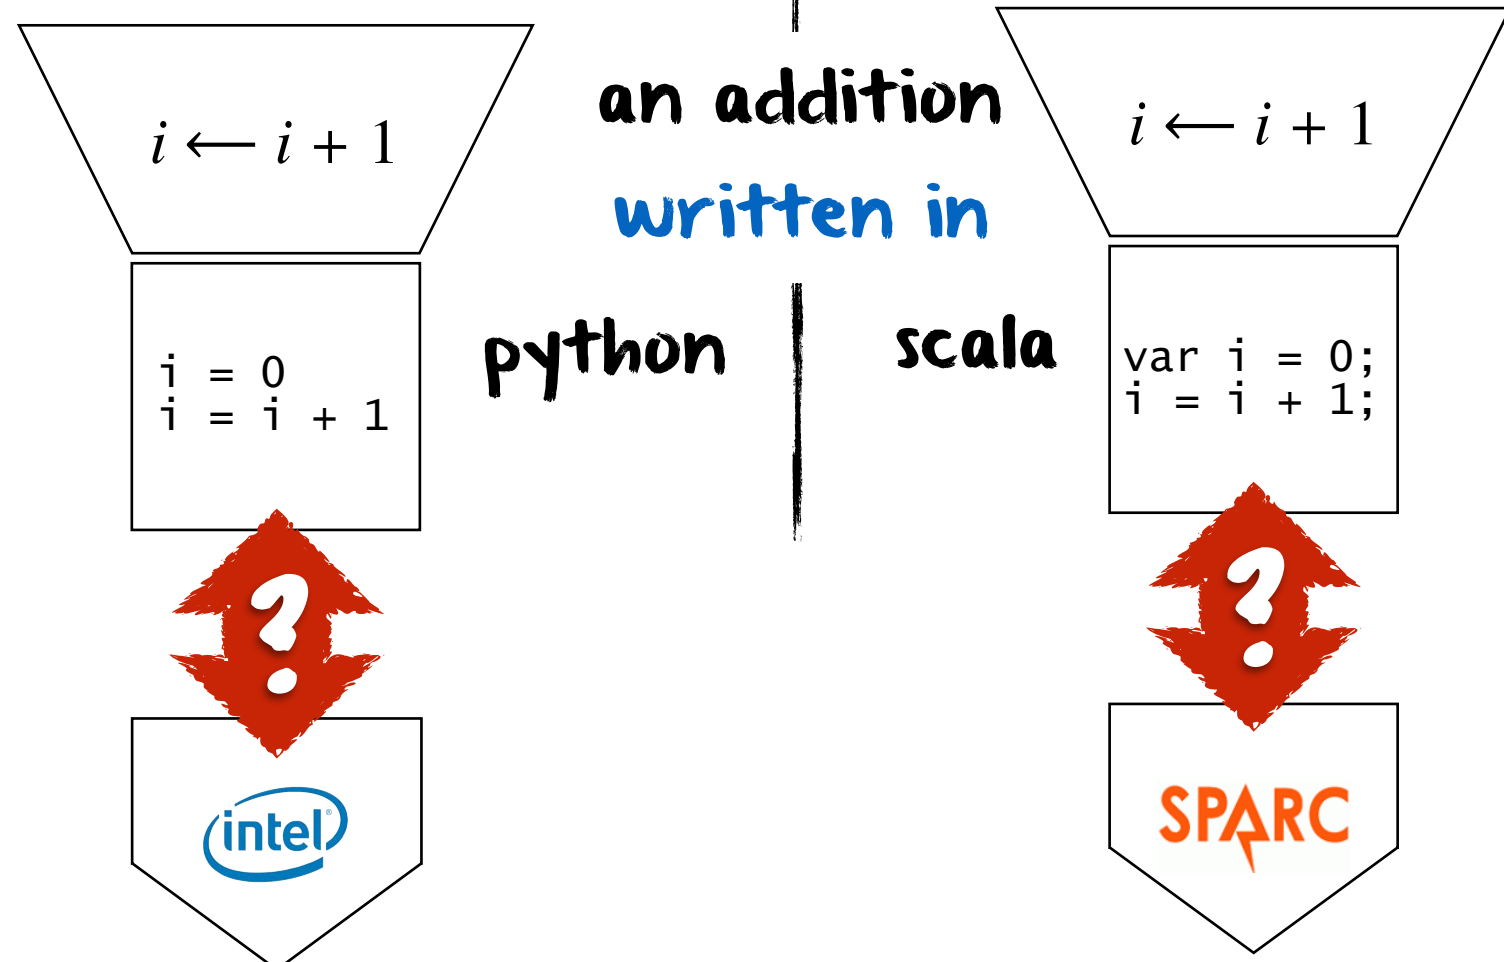 i ← i + 1
an addition
written in
i ← i + 1
i = 0
i = i + 1
python
scala
var i = 0;
i = i + 1;
?
?
intel®
SPARC